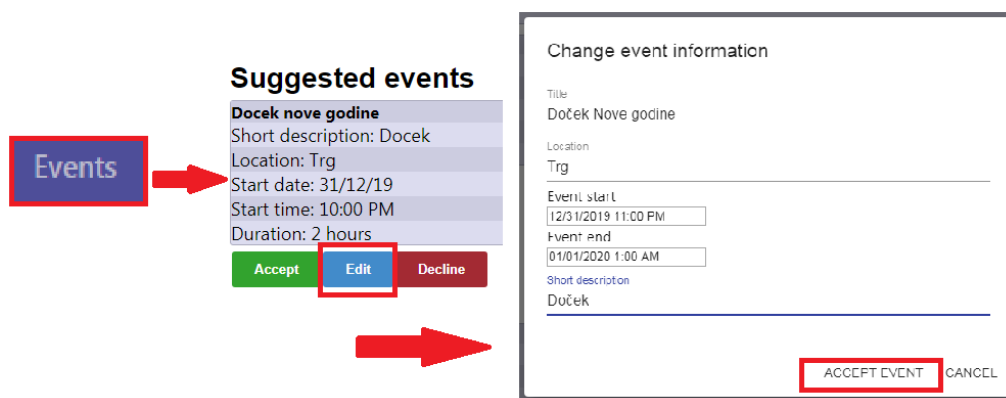 Events
Suggested events
Docek nove godine
Short description: Docek
Location: Trg
Start date: 31/12/19
Start time: 10:00 PM
Duration: 2 hours
Accept
Edit
Decline
Change event information
Title
Doček Nove godine
Location
Trg
Event start
12/31/2019 11:00 PM
Event end
01/01/2020 1:00 AM
Short description
Doček
ACCEPT EVENT
CANCEL